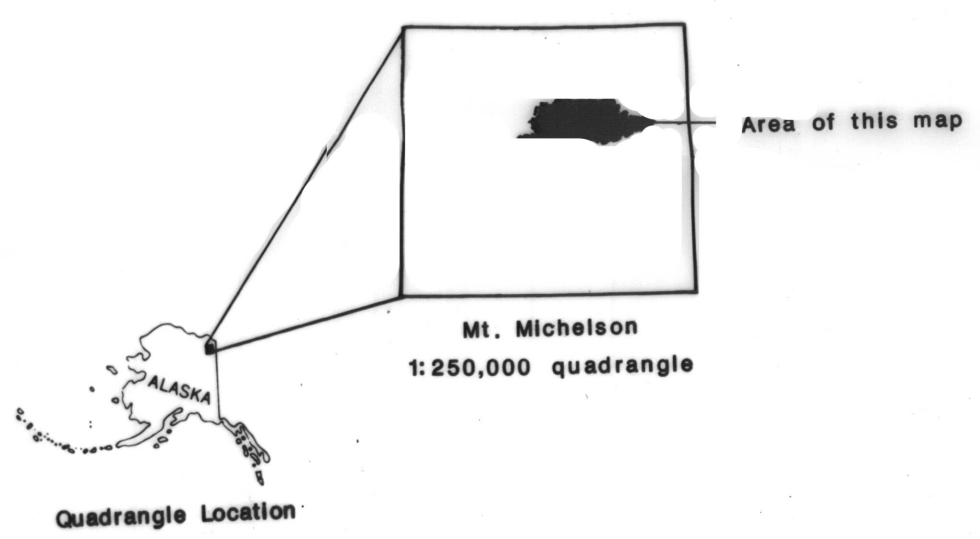 Area of this map
Mt. Michelson
1:250,000 quadrangle
ALASKA
Quadrangle Location